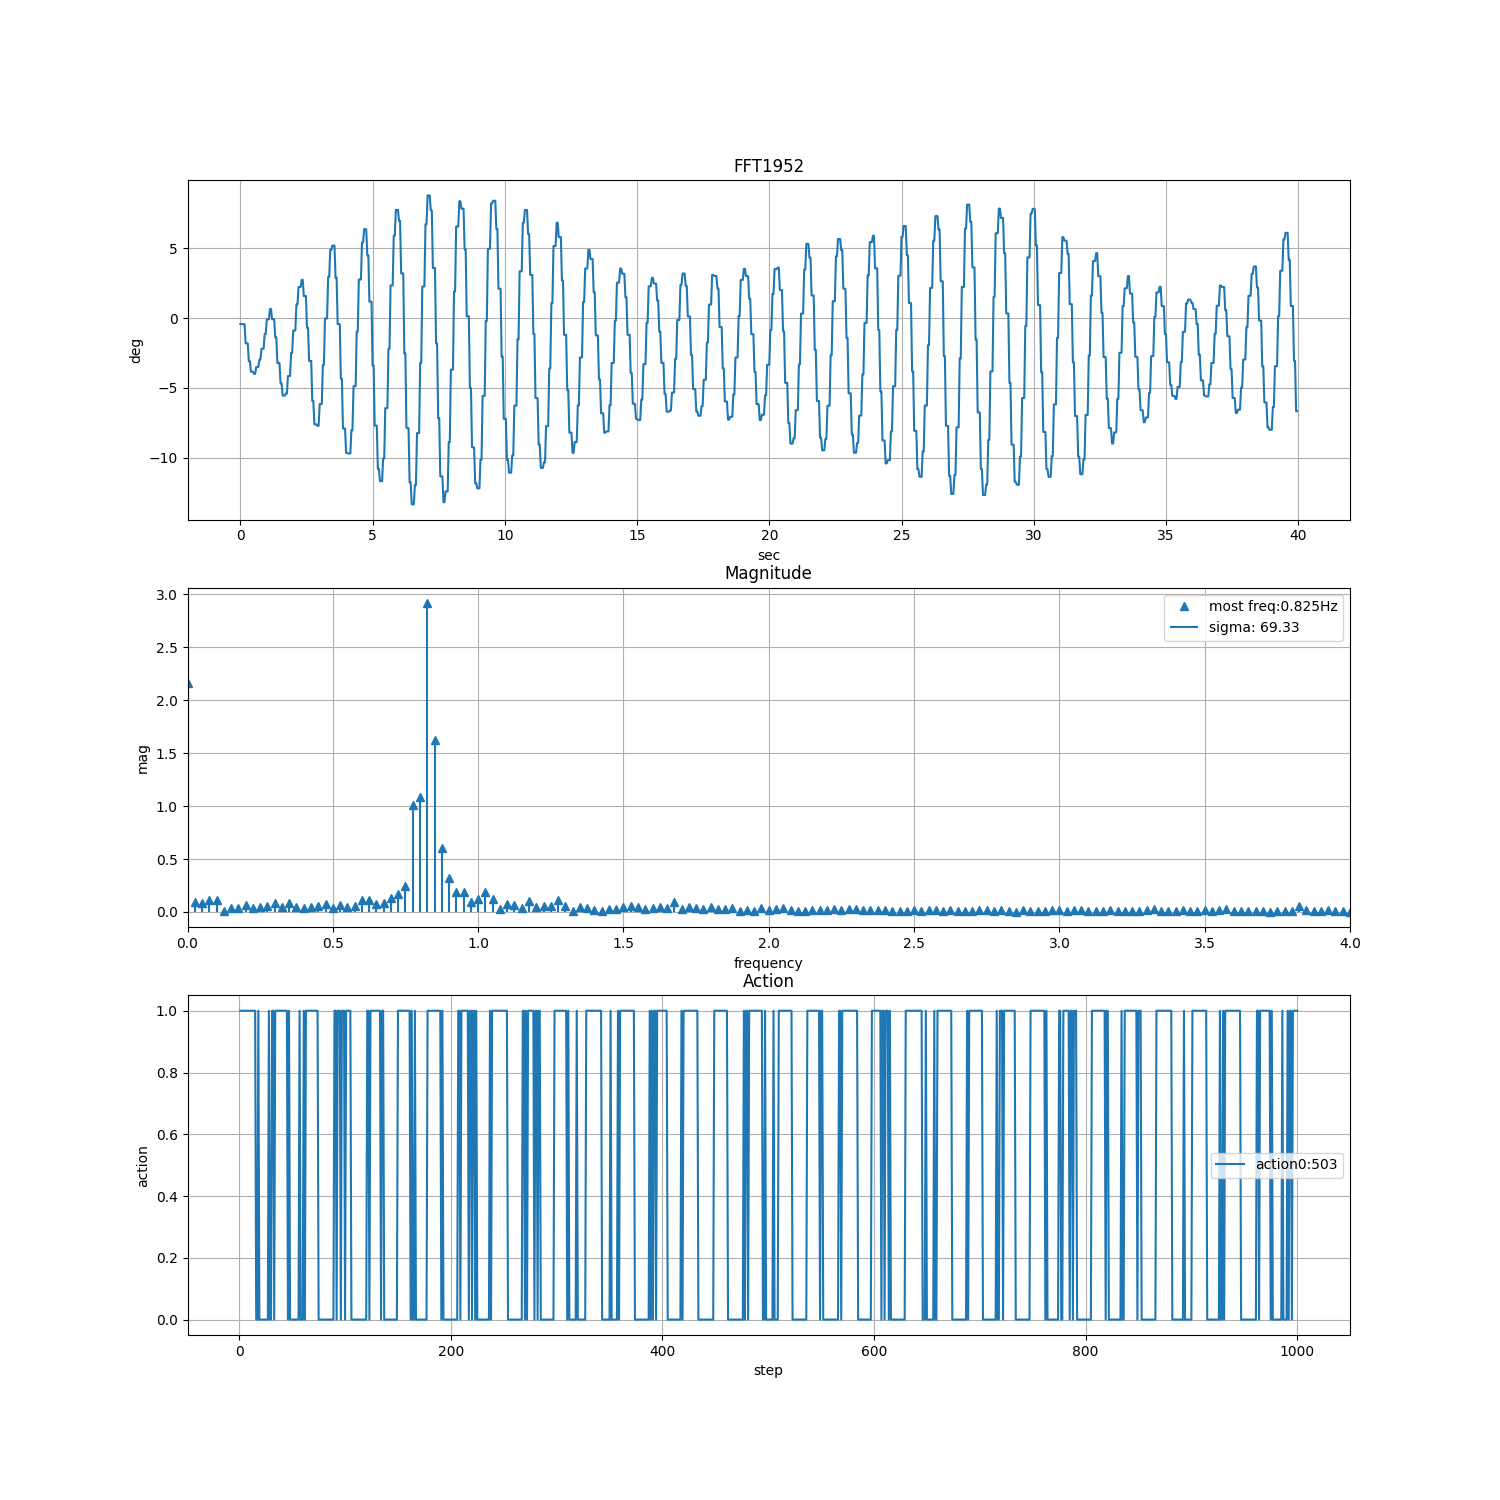 FFT1952
5
0
−5
−10
deg
0 5 10 15 20 25 30 35 40
sec
Magnitude
3.0
2.5
2.0
1.5
1.0
0.5
0.0
mag
most freq:0.825Hz
sigma: 69.33
0.0 0.5 1.0 1.5 2.0 2.5 3.0 3.5 4.0
frequency
Action
1.0
0.8
0.6
0.4
0.2
0.0
action
action0:503
0 200 400 600 800 1000
step